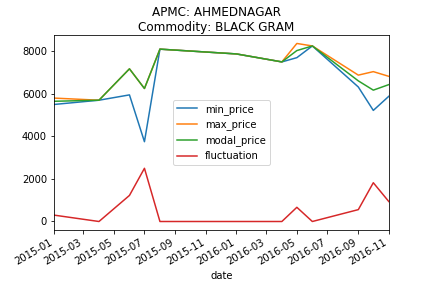 APMC: AHMEDNAGAR
Commodity: BLACK GRAM
8000
6000
4000
2000
0
min_price
max_price
modal_price
fluctuation
2015-01
2015-03
2015-05
2015-07
2015-09
2015-11
2016-01
2016-03
2016-05
2016-07
2016-09
2016-11
date